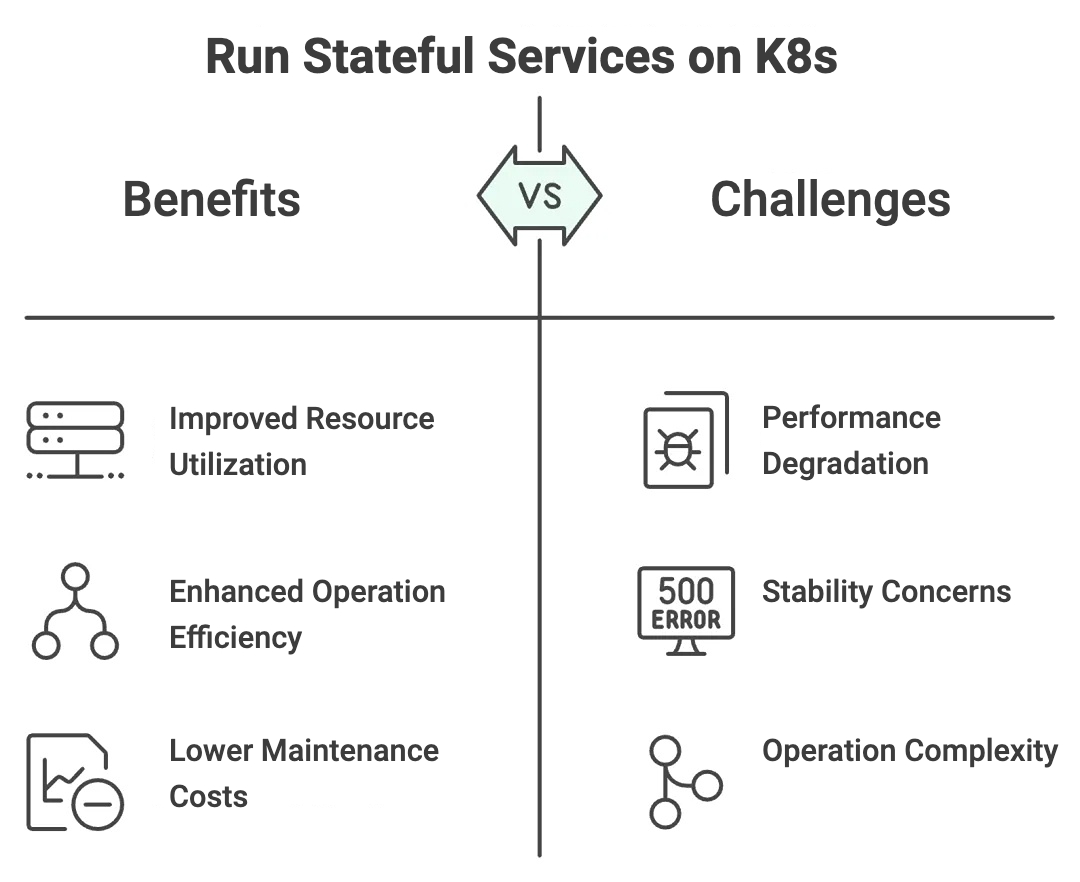 Run Stateful Services on K8s
Benefits
VS
Challenges
Improved Resource
Utilization
Enhanced Operation
Efficiency
Lower Maintenance
Costs
Performance
Degradation
500
ERROR
Stability Concerns
Operation Complexity